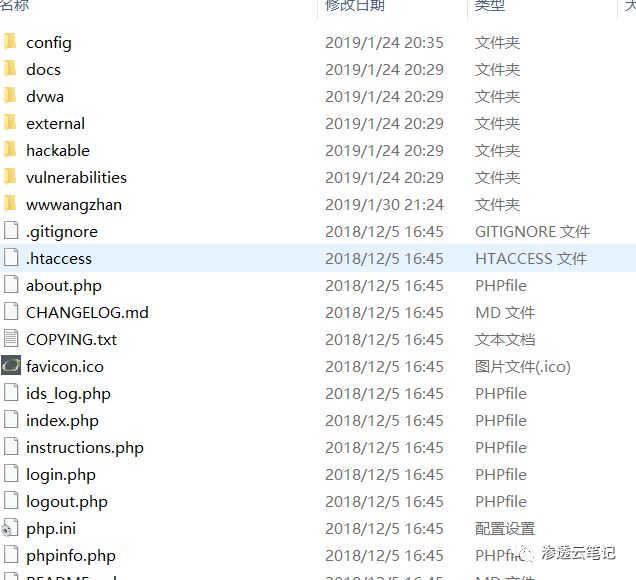 名称 修改日期 类型 大
config 2019/1/24 20:35 文件夹
docs 2019/1/24 20:29 文件夹
dvwa 2019/1/24 20:29 文件夹
external 2019/1/24 20:29 文件夹
hackable 2019/1/24 20:29 文件夹
vulnerabilities 2019/1/24 20:29 文件夹
wwwangzhan 2019/1/30 21:24 文件夹
.gitignore 2018/12/5 16:45 GITIGNORE 文件
.htaccess 2018/12/5 16:45 HTACCESS 文件
about.php 2018/12/5 16:45 PHPfile
CHANGELOG.md 2018/12/5 16:45 MD 文件
COPYING.txt 2018/12/5 16:45 文本文档
favicon.ico 2018/12/5 16:45 图片文件(.ico)
ids_log.php 2018/12/5 16:45 PHPfile
index.php 2018/12/5 16:45 PHPfile
instructions.php 2018/12/5 16:45 PHPfile
login.php 2018/12/5 16:45 PHPfile
logout.php 2018/12/5 16:45 PHPfile
php.ini 2018/12/5 16:45 配置设置
phpinfo.php 2018/12/5 16:45 PHPfile
渗透云笔记
README.md 2018/12/5 16:45 MD 文件